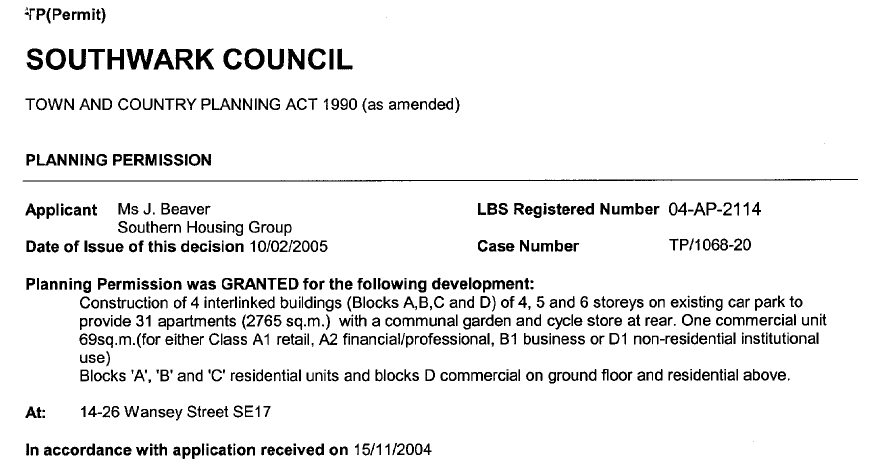 TP(Permit)
SOUTHWARK COUNCIL
TOWN AND COUNTRY PLANNING ACT 1990 (as amended)
PLANNING PERMISSION
Applicant Ms J. Beaver LBS Registered Number 04-AP-2114
Southern Housing Group
Date of Issue of this decision 10/02/2005 Case Number TP/1068-20
Planning Permission was GRANTED for the following development:
Construction of 4 interlinked buildings (Blocks A,B,C and D) of 4, 5 and 6 storeys on existing car park to
provide 31 apartments (2765 sq.m.) with a communal garden and cycle store at rear. One commercial unit
69sq.m.(for either Class A1 retail, A2 financial/professional, B1 business or D1 non-residential institutional
use)
Blocks 'A', 'B' and 'C' residential units and blocks D commercial on ground floor and residential above.
At: 14-26 Wansey Street SE17
In accordance with application received on 15/11/2004